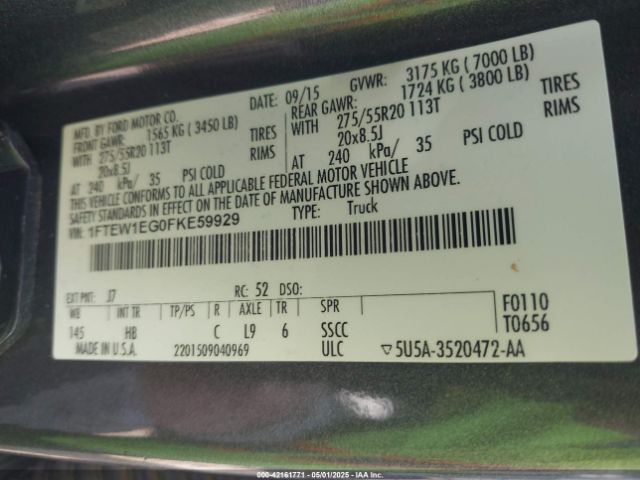 MFD. BY FORD MOTOR CO.
DATE: 09/15 GVWR: 3175 KG ( 7000 LB)
FRONT GAWR: 1565 KG ( 3450 LB) REAR GAWR: 1724 KG ( 3800 LB)
WITH 275/55R20 113T TIRES WITH 275/55R20 113T TIRES
20x8.5J RIMS 20x8.5J RIMS
AT 240 kPa/ 35 PSI COLD AT 240 kPa/ 35 PSI COLD
THIS VEHICLE CONFORMS TO ALL APPLICABLE FEDERAL MOTOR VEHICLE
SAFETY STANDARDS IN EFFECT ON THE DATE OF MANUFACTURE SHOWN ABOVE.
VIN: 1FTEW1EG0FKE59929 TYPE: Truck
EXT PNT: J7 RC: 52 DSO:
WB INT TR TP/PS R AXLE TR SPR F0110
145 HB C L9 6 SSCC T0656
MADE IN U.S.A. 2201509040969 ULC ▽5U5A-3520472-AA
000-42161771 - 05/01/2025 - IAA, Inc.